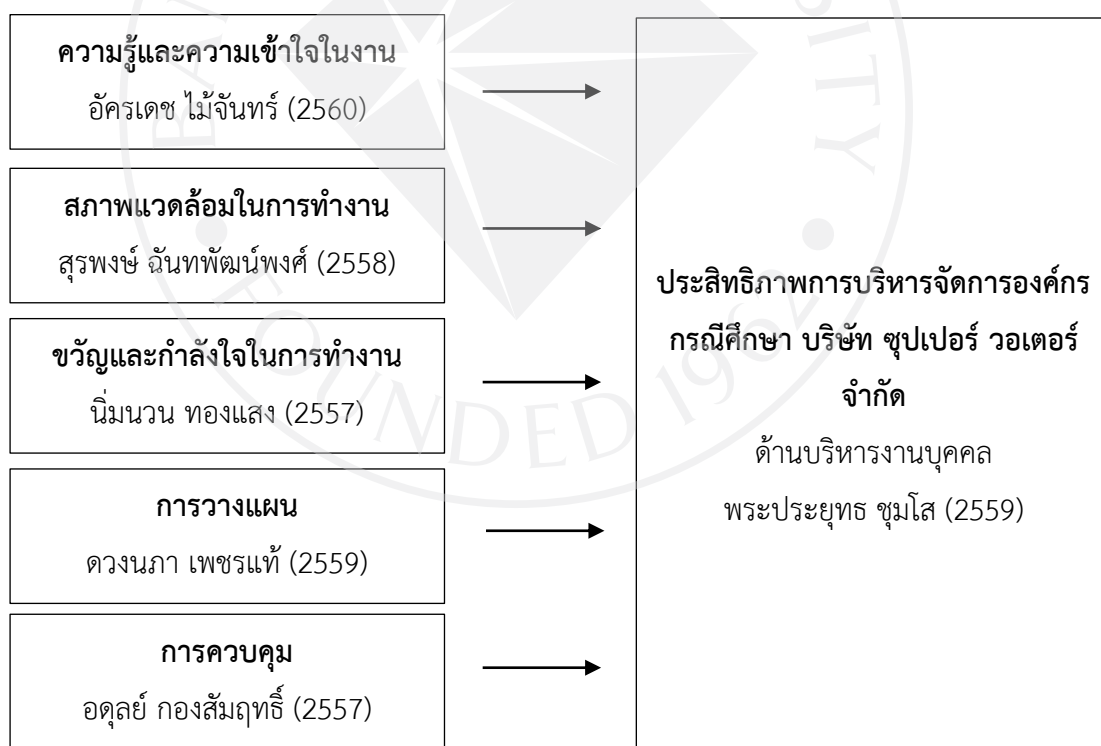 ความรู้และความเข้าใจในงาน
อัครเดช ไม้จันทร์ (2560)
สภาพแวดล้อมในการทำงาน
สุรพงษ์ ฉันทพัฒน์พงศ์ (2558)
ขวัญและกำลังใจในการทำงาน
นิ่มนวน ทองแสง (2557)
การวางแผน
ดวงนภา เพชรแท้ (2559)
การควบคุม
อดุลย์ กองสัมฤทธิ์ (2557)
ประสิทธิภาพการบริหารจัดการองค์กร
กรณีศึกษา บริษัท ซุปเปอร์ วอเตอร์
จำกัด
ด้านบริหารงานบุคคล
พระประยุทธ ชุมโส (2559)
FOUNDED 1962